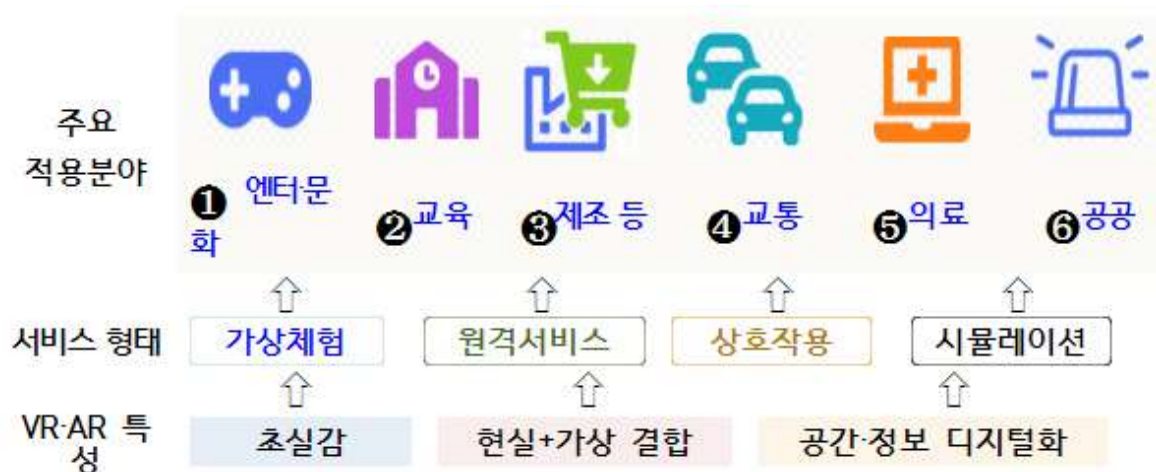 주요
적용분야
❶ 엔터·문
화
❷교육
❸제조 등
❹교통
❺의료
❻공공
서비스 형태
가상체험
원격서비스
상호작용
시뮬레이션
VR·AR 특
성
초실감
현실+가상 결합
공간·정보 디지털화